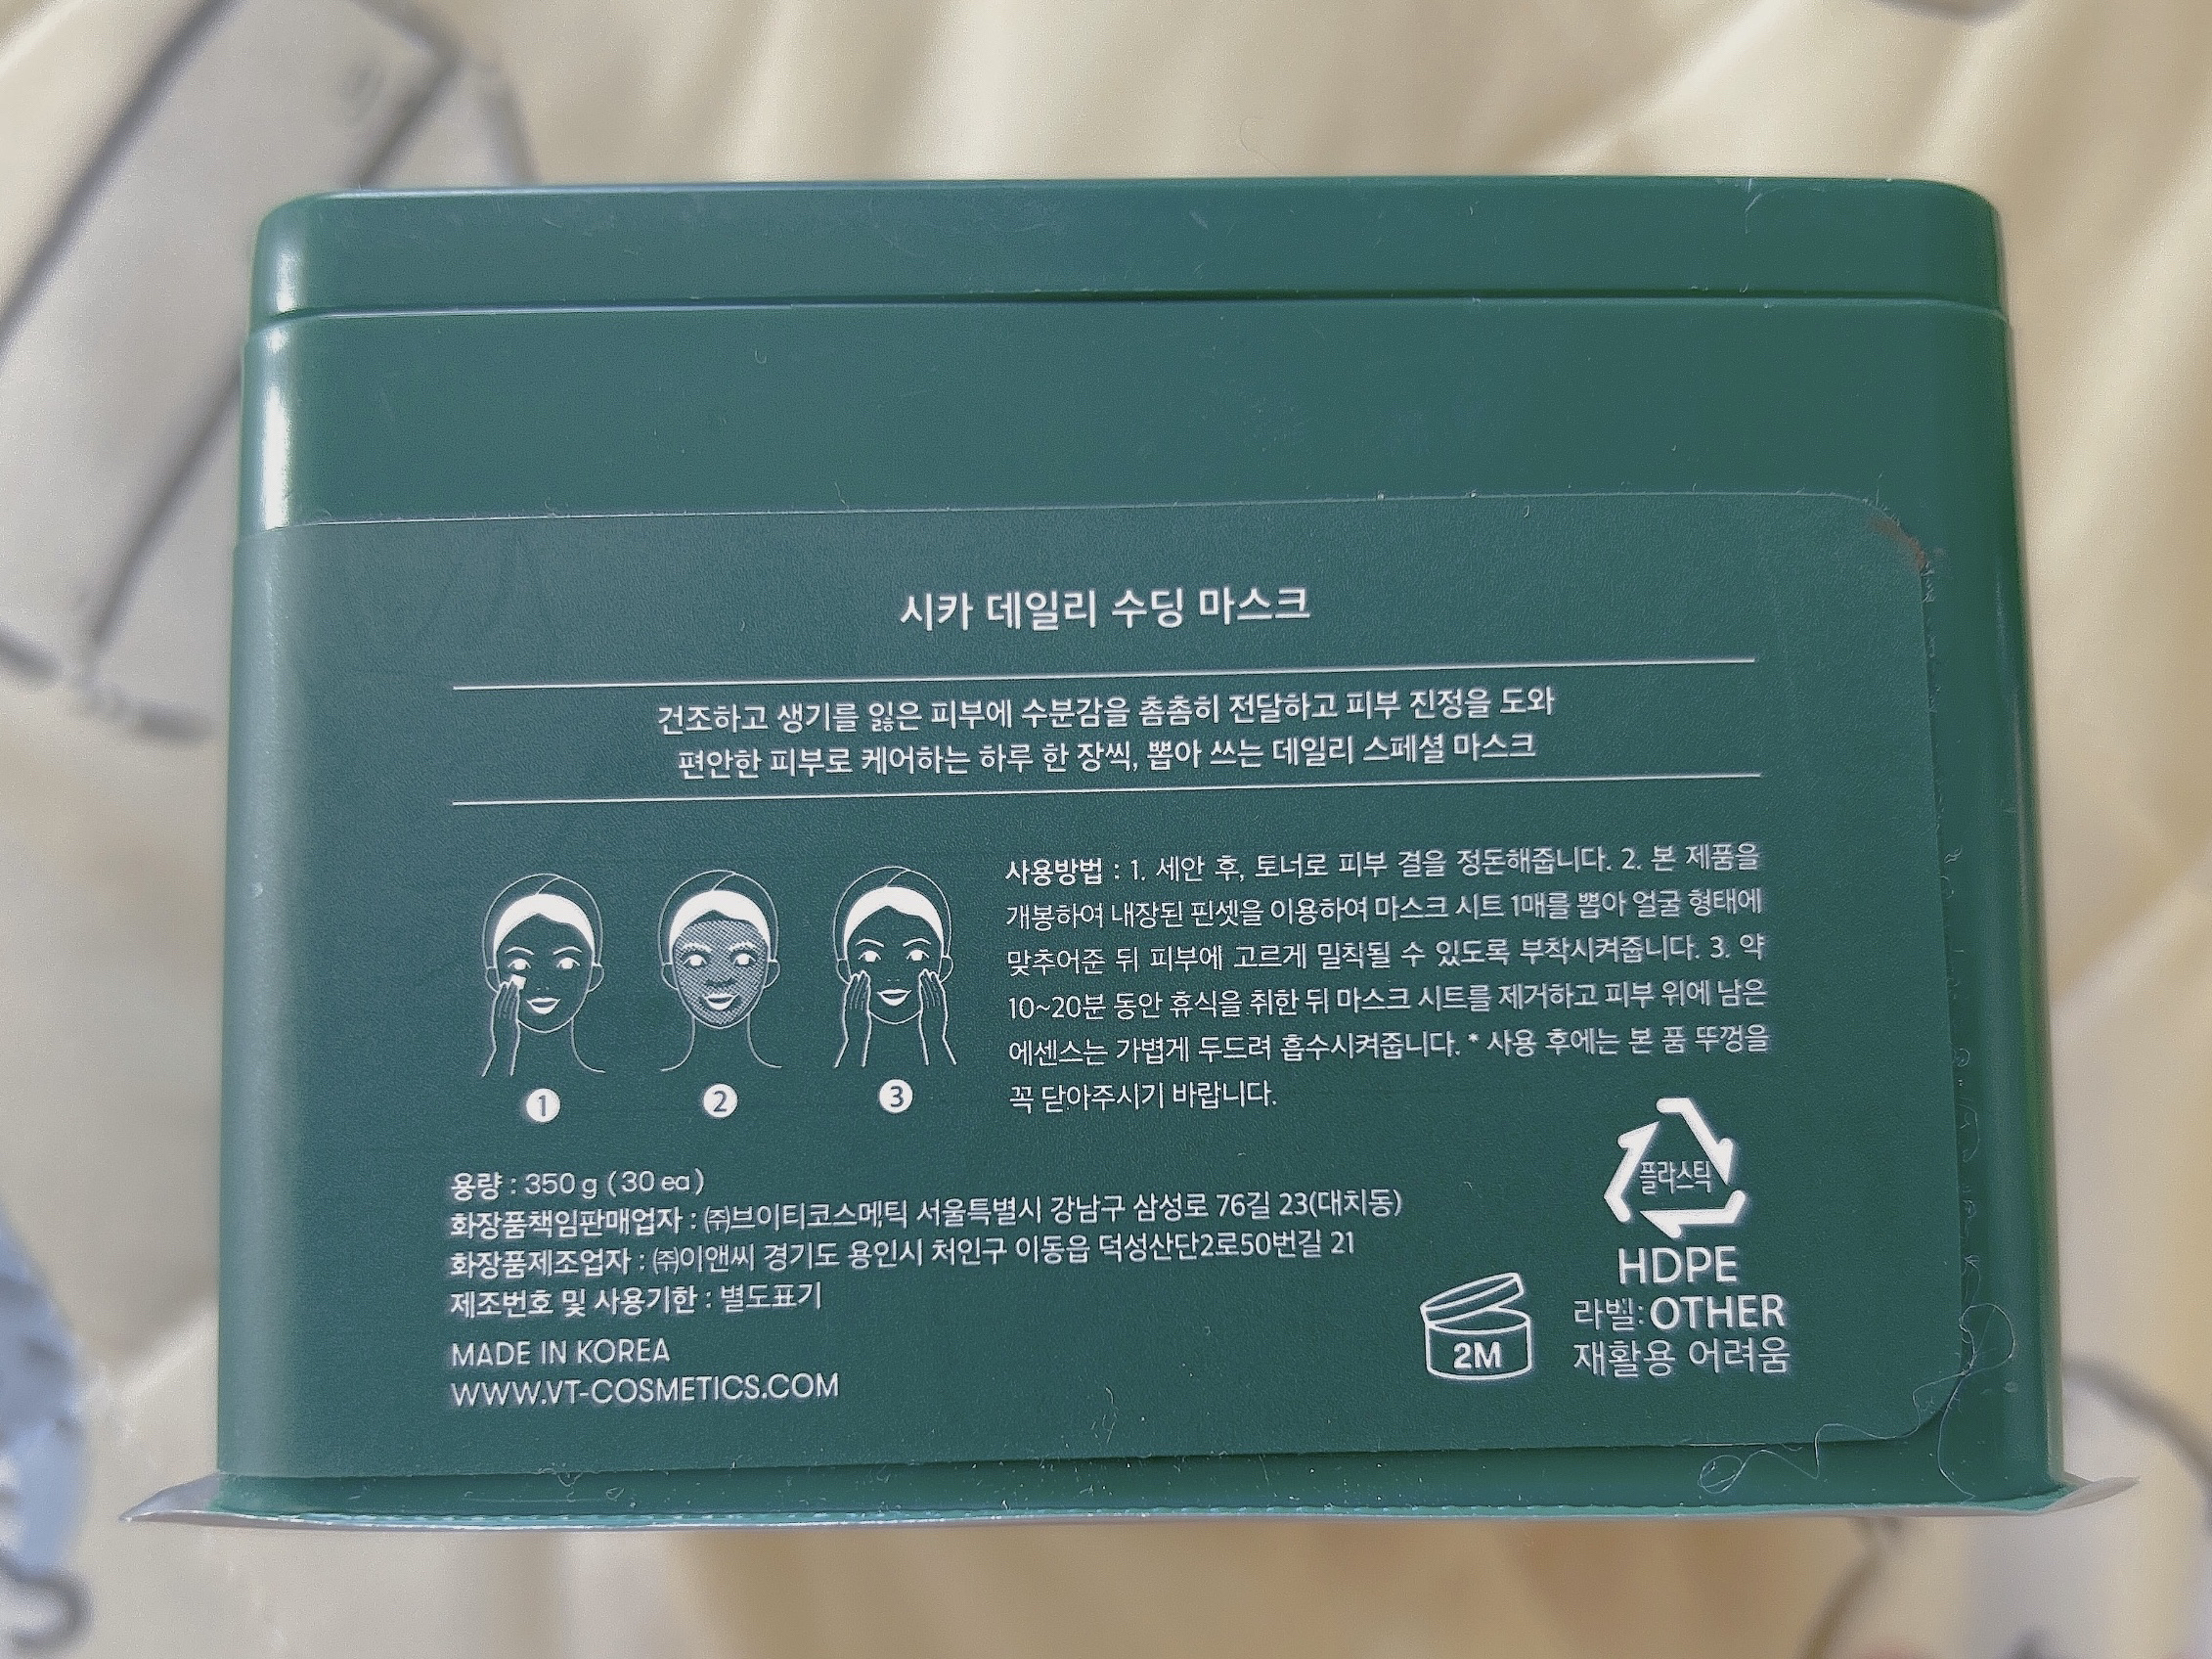 시카 데일리 수딩 마스크
건조하고 생기를 잃은 피부에 수분감을 촘촘히 전달하고 피부 진정을 도와
편안한 피부로 케어하는 하루 한 장씩, 뽑아 쓰는 데일리 스페셜 마스크
사용방법 : 1. 세안 후, 토너로 피부 결을 정돈해줍니다. 2. 본 제품을
개봉하여 내장된 핀셋을 이용하여 마스크 시트 1매를 뽑아 얼굴 형태에
맞추어준 뒤 피부에 고르게 밀착될 수 있도록 부착시켜줍니다. 3. 약
10~20분 동안 휴식을 취한 뒤 마스크 시트를 제거하고 피부 위에 남은
에센스는 가볍게 두드려 흡수시켜줍니다. * 사용 후에는 본 품 뚜껑을
꼭 닫아주시기 바랍니다.
1 2 3
용량 : 350 g ( 30 ea )
화장품책임판매업자 : ㈜브이티코스메틱 서울특별시 강남구 삼성로 76길 23(대치동)
화장품제조업자 : ㈜이앤씨 경기도 용인시 처인구 이동읍 덕성산단2로50번길 21
제조번호 및 사용기한 : 별도표기
MADE IN KOREA
WWW.VT-COSMETICS.COM
2M
플라스틱
HDPE
라벨: OTHER
재활용 어려움